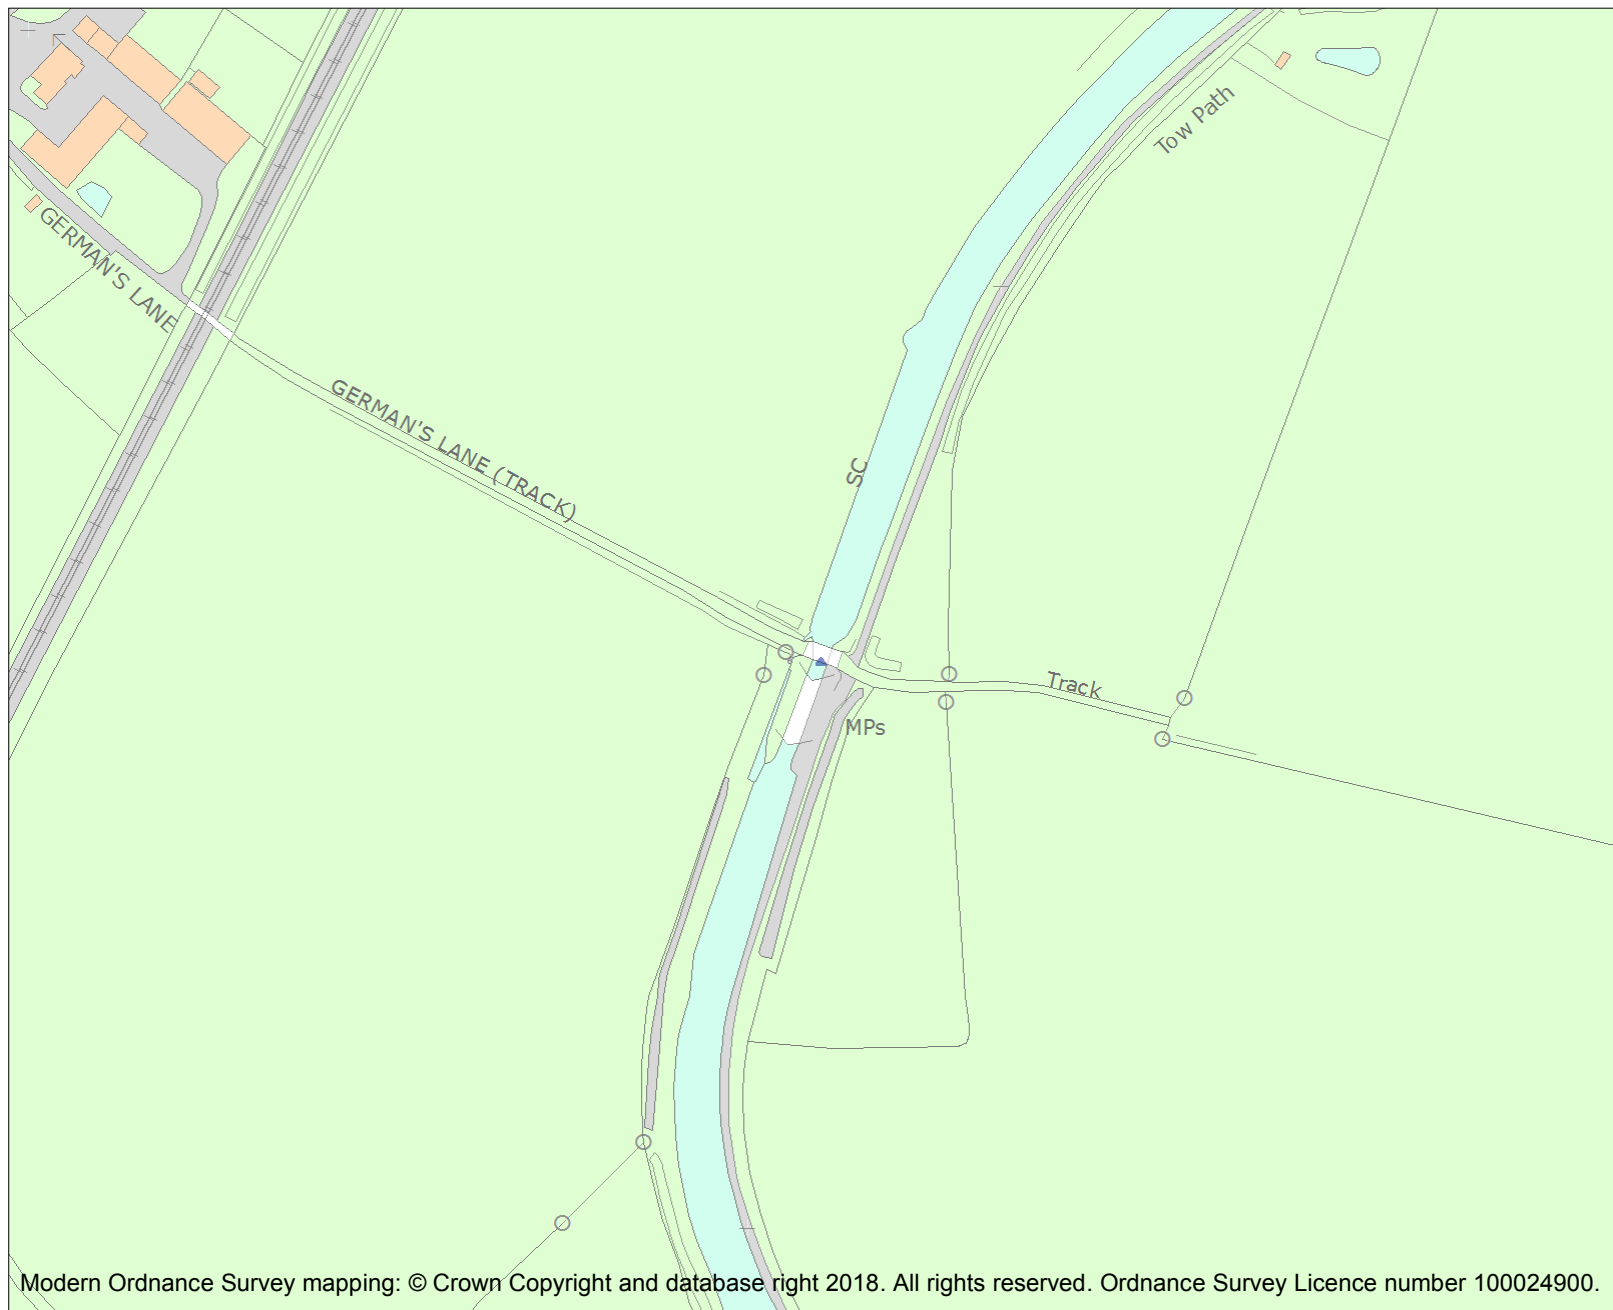 Tow Path
GERMAN'S LANE
GERMAN'S LANE (TRACK)
SC
Track
MPs
Modern Ordnance Survey mapping: © Crown Copyright and database right 2018. All rights reserved. Ordnance Survey Licence number 100024900.